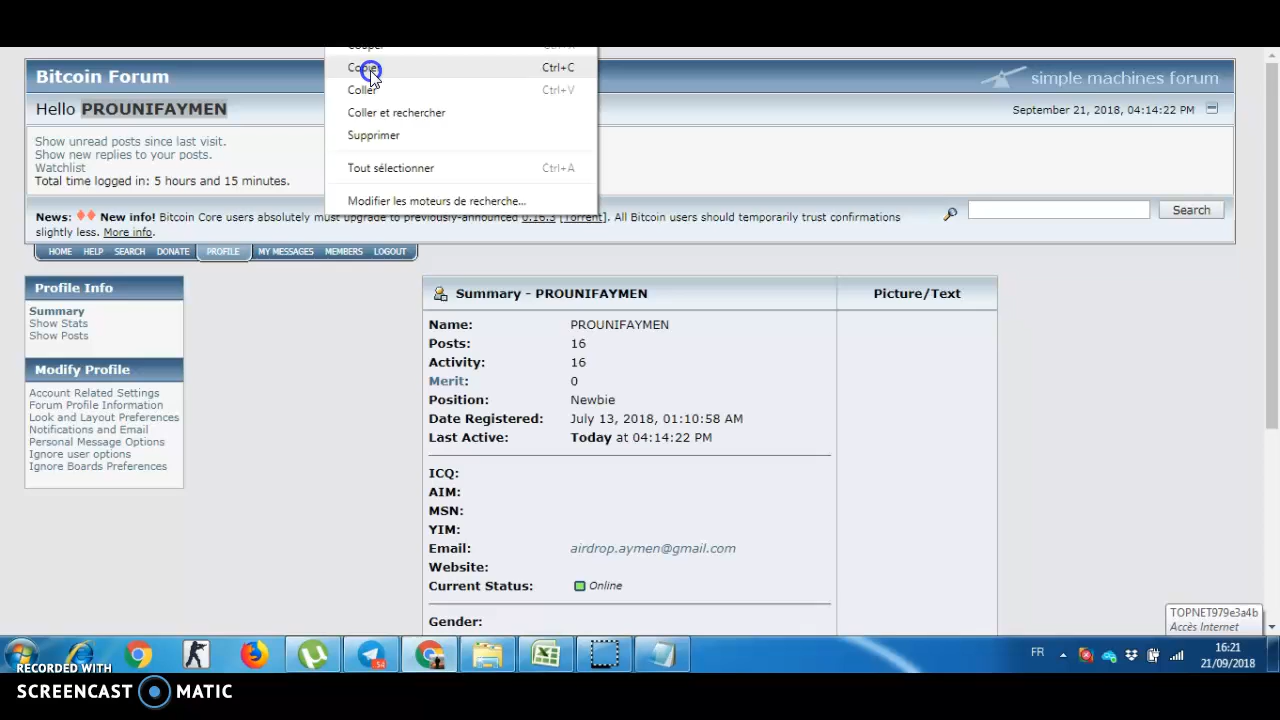 Couper Ctrl+X
Copier Ctrl+C
Coller Ctrl+V
Coller et rechercher
Supprimer
Tout sélectionner Ctrl+A
Modifier les moteurs de recherche...
Bitcoin Forum
simple machines forum
Hello PROUNIFAYMEN
September 21, 2018, 04:14:22 PM
Show unread posts since last visit.
Show new replies to your posts.
Watchlist
Total time logged in: 5 hours and 15 minutes.
News: New info! Bitcoin Core users absolutely must upgrade to previously-announced 0.16.3 [Torrent]. All Bitcoin users should temporarily trust confirmations
slightly less. More info.
Search
HOME HELP SEARCH DONATE PROFILE MY MESSAGES MEMBERS LOGOUT
Profile Info
Summary
Show Stats
Show Posts
Modify Profile
Account Related Settings
Forum Profile Information
Look and Layout Preferences
Notifications and Email
Personal Message Options
Ignore user options
Ignore Boards Preferences
Summary - PROUNIFAYMEN
Picture/Text
Name: PROUNIFAYMEN
Posts: 16
Activity: 16
Merit: 0
Position: Newbie
Date Registered: July 13, 2018, 01:10:58 AM
Last Active: Today at 04:14:22 PM
ICQ:
AIM:
MSN:
YIM:
Email: airdrop.aymen@gmail.com
Website:
Current Status: Online
Gender:
TOPNET979e3a4b
Accès Internet
54
FR
16:21
21/09/2018
RECORDED WITH
SCREENCAST MATIC